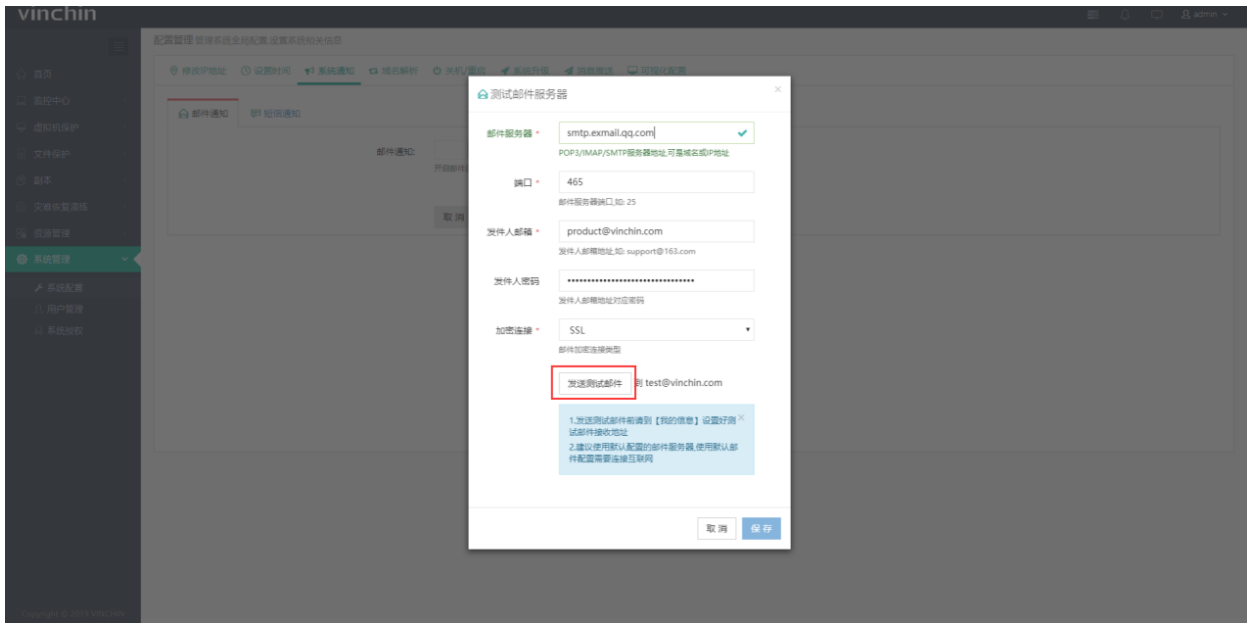 vinchin
admin
配置管理 管理系统全局配置,设置系统相关信息
修改IP地址 设置时间 系统通知 域名解析 关机/重启 系统升级 消息推送 可视化配置
首页
监控中心
虚拟机保护
文件保护
副本
灾难恢复演练
资源管理
系统管理
系统配置
用户管理
系统授权
邮件通知 短信通知
邮件通知:
开启邮件
取 消
测试邮件服务器
×
邮件服务器 * smtp.exmail.qq.com
POP3/IMAP/SMTP服务器地址,可是域名或IP地址
端口 * 465
邮件服务器端口,如: 25
发件人邮箱 * product@vinchin.com
发件人邮箱地址,如: support@163.com
发件人密码 ••••••••••••••••••••••••••••••••
发件人邮箱地址对应密码
加密连接 * SSL
邮件加密连接类型
发送测试邮件 到 test@vinchin.com
1.发送测试邮件前请到【我的信息】设置好测
试邮件接收地址
2.建议使用默认配置的邮件服务器,使用默认邮
件配置需要连接互联网
取 消 保 存
Copyright © 2019 VINCHIN